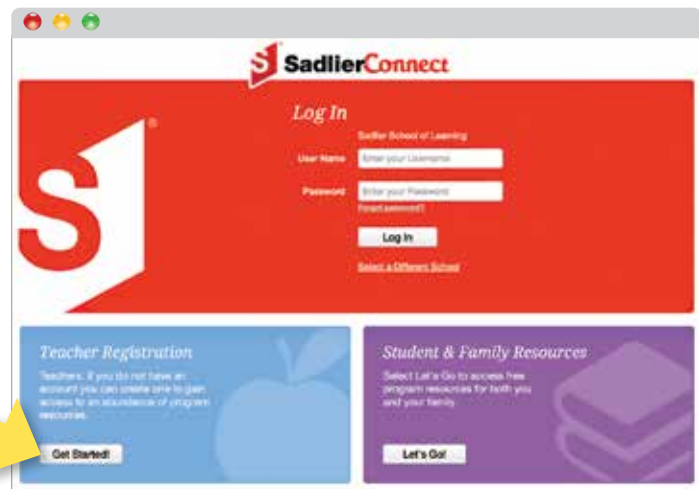 SadlierConnect
Log In
Sadlier School of Learning
User Name
Enter your Username
Password
Enter your Password
Forgot password?
Log In
Select a Different School
Teacher Registration
Teachers, if you do not have an
account you can create one to gain
access to an abundance of program
resources.
Get Started!
Student & Family Resources
Select Let's Go to access free
program resources for both you
and your family.
Let's Go!